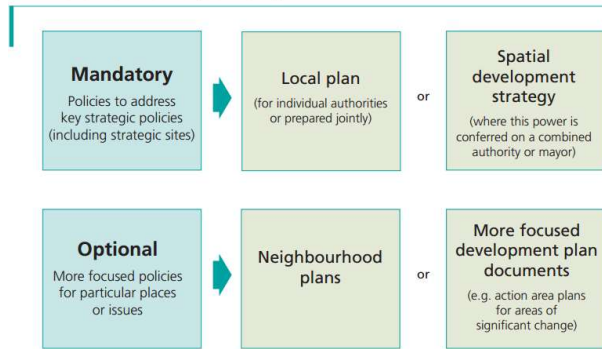 Mandatory
Policies to address
key strategic policies
(including strategic sites)
Local plan
(for individual authorities
or prepared jointly)
or
Spatial
development
strategy
(where this power is
conferred on a combined
authority or mayor)
Optional
More focused policies
for particular places
or issues
Neighbourhood
plans
or
More focused
development plan
documents
(e.g. action area plans
for areas of
significant change)